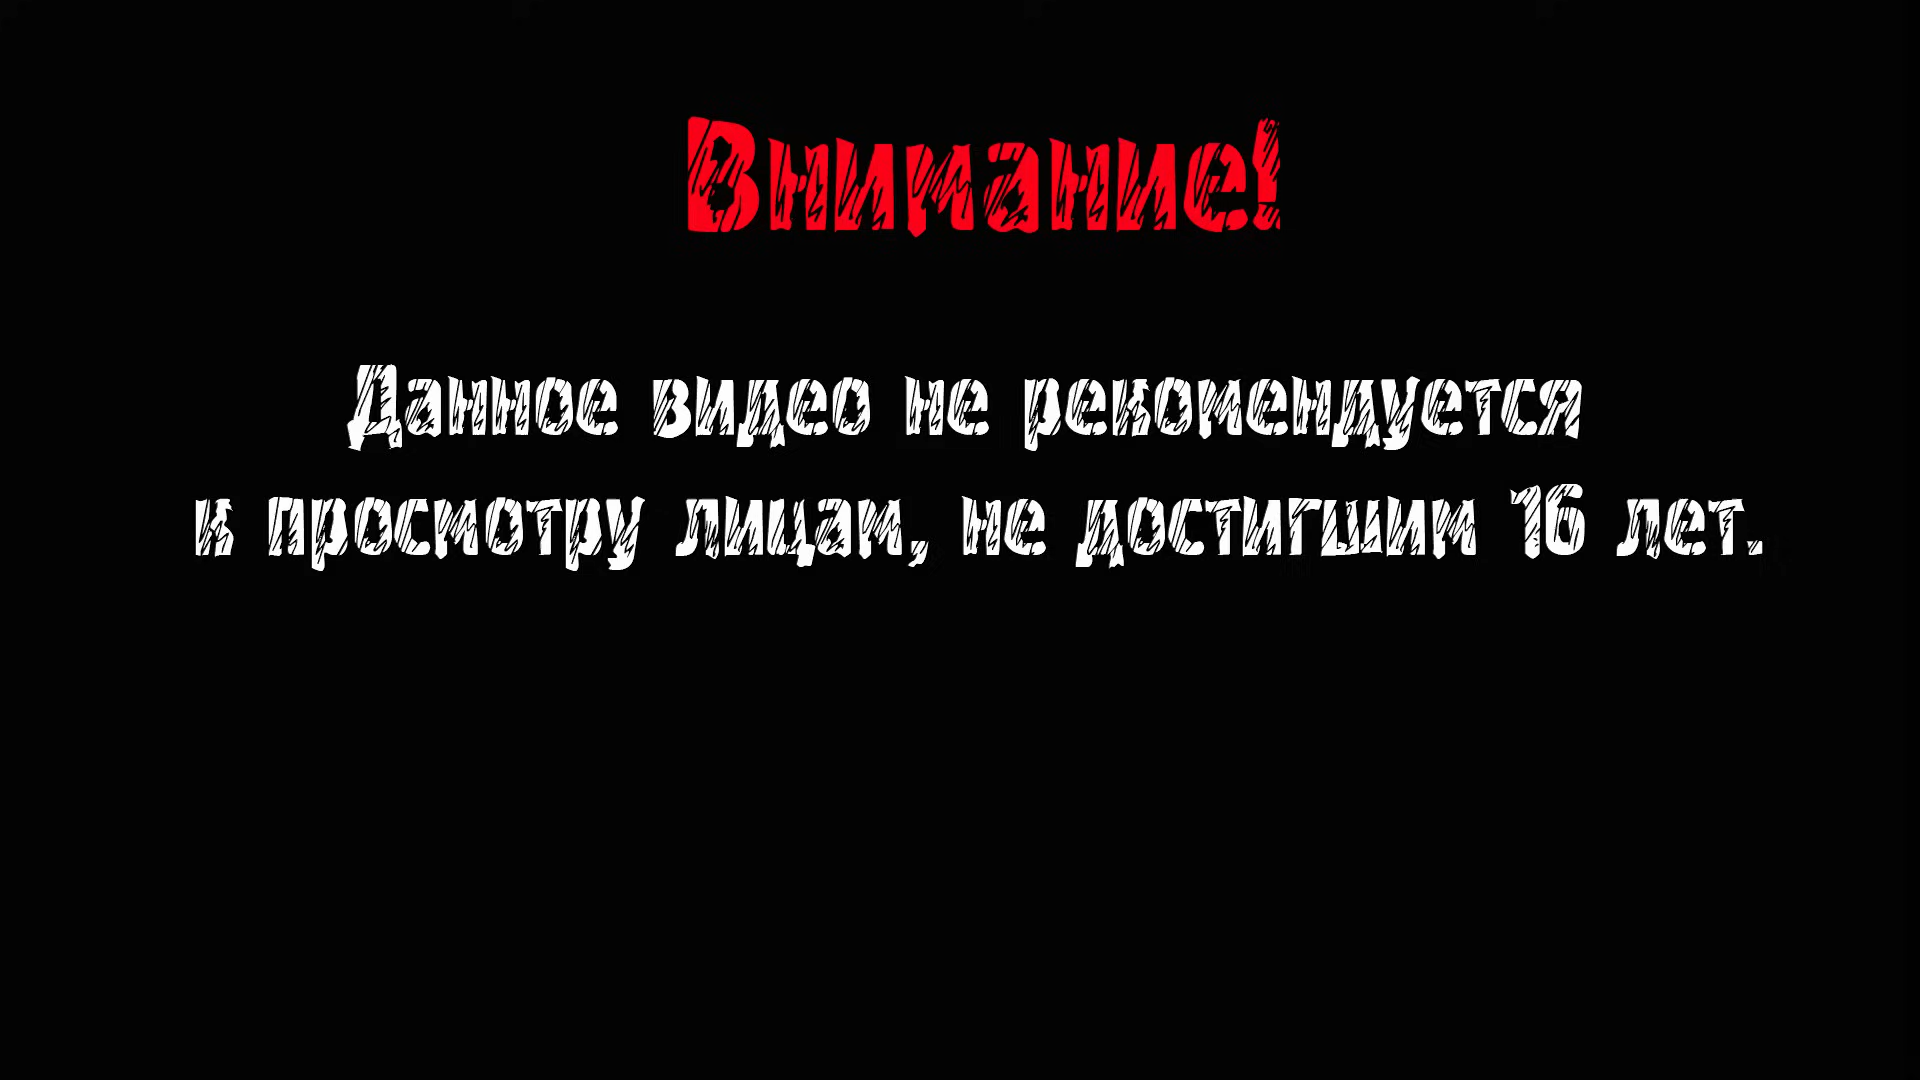 Внимание!
Данное видео не рекомендуется
к просмотру лицам, не достигшим 16 лет.